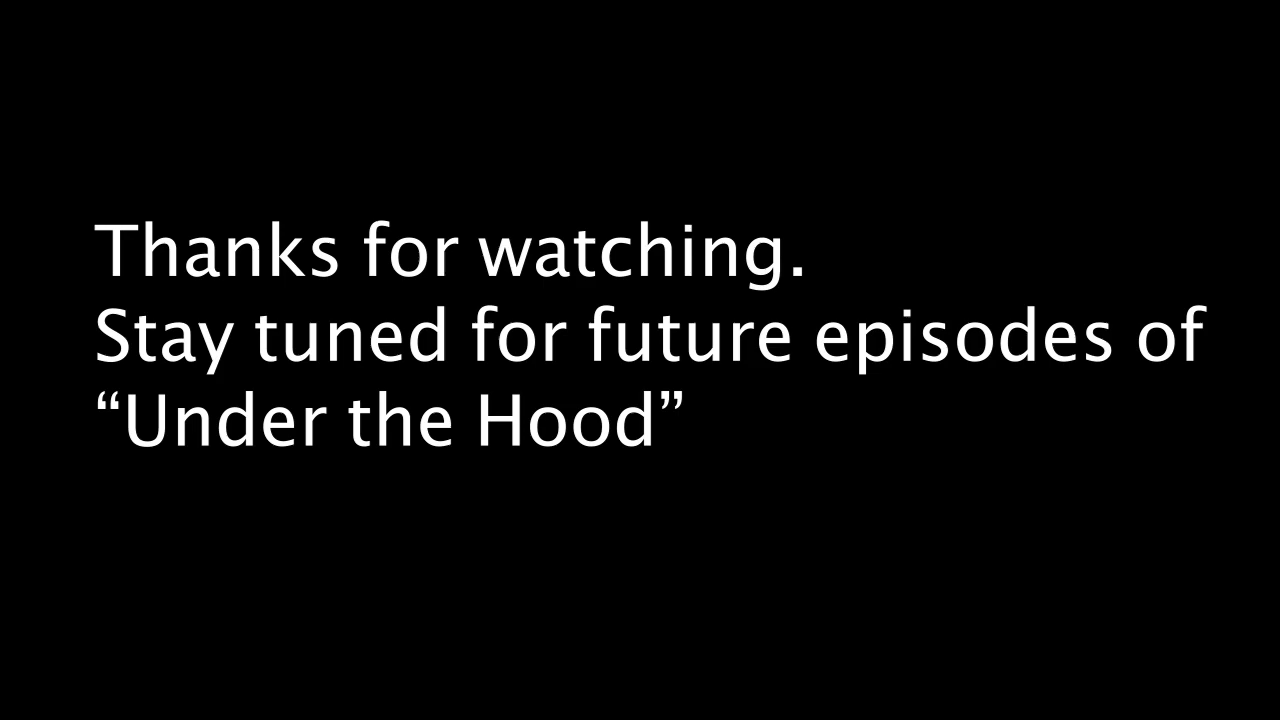 Thanks for watching.
Stay tuned for future episodes of
“Under the Hood”